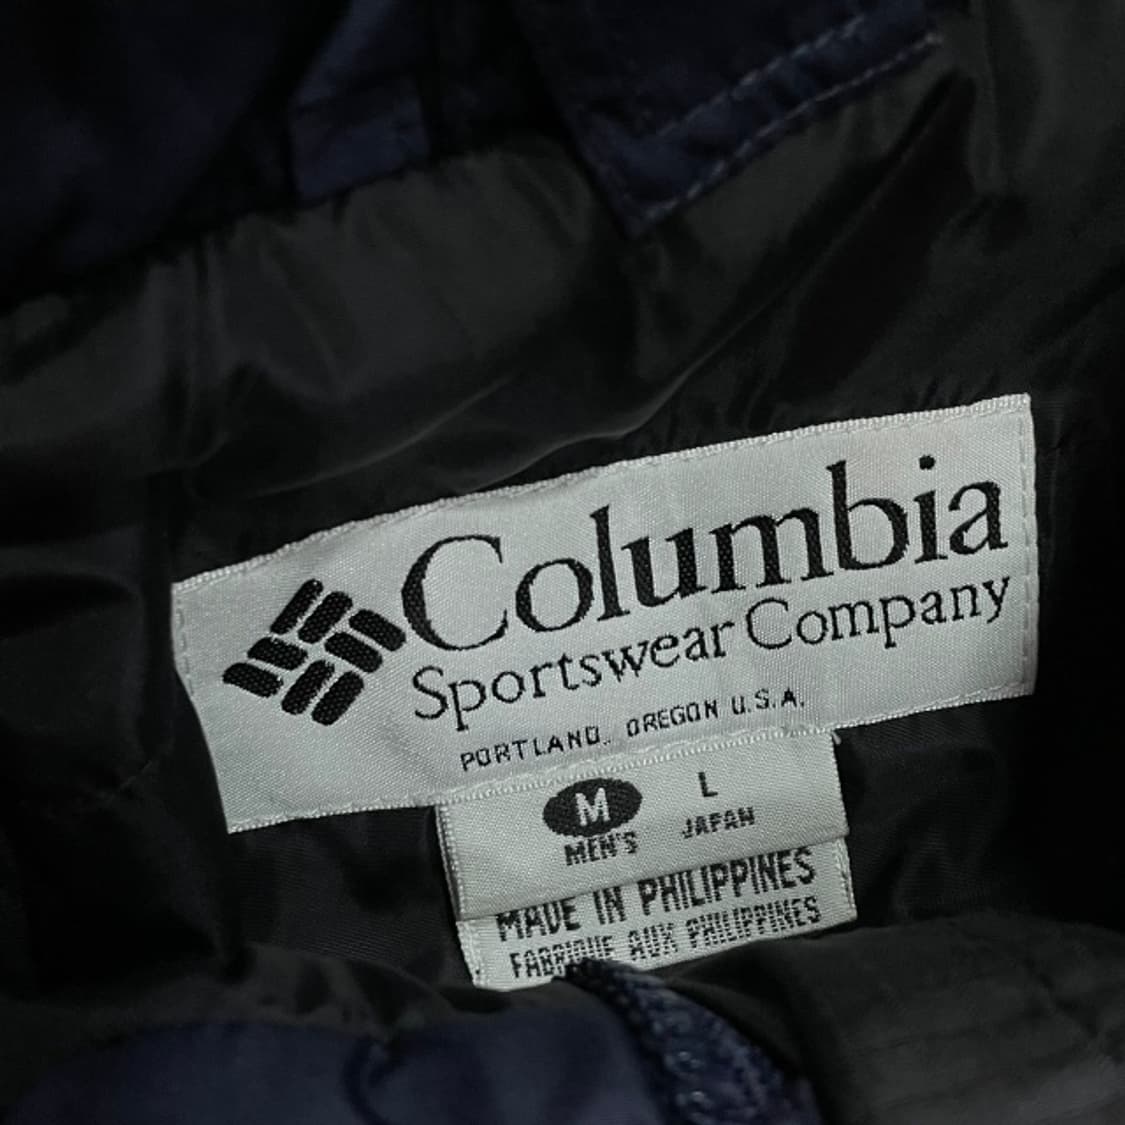 Columbia
Sportswear Company
PORTLAND, OREGON U.S.A.
M L
MEN'S JAPAN
MADE IN PHILIPPINES
FABRIQUE AUX PHILIPPINES